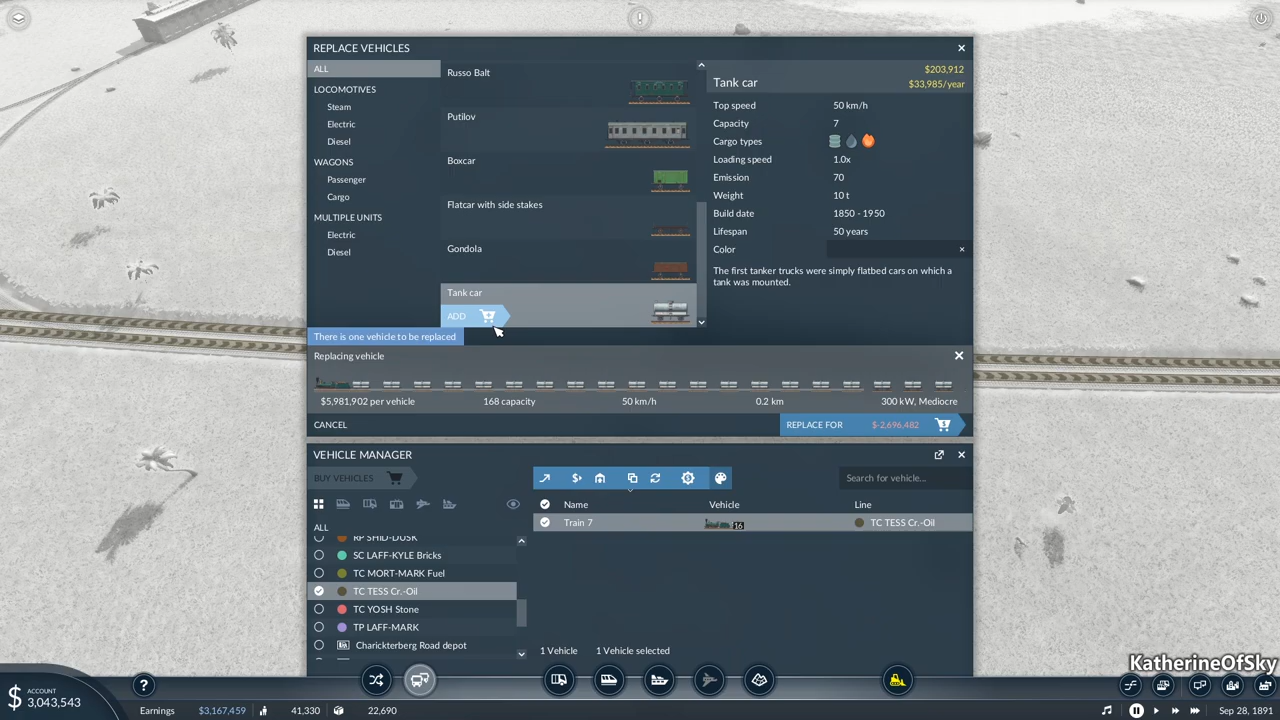 REPLACE VEHICLES
ALL
LOCOMOTIVES
Steam
Electric
Diesel
WAGONS
Passenger
Cargo
MULTIPLE UNITS
Electric
Diesel
Russo Balt
Putilov
Boxcar
Flatcar with side stakes
Gondola
Tank car
ADD
Tank car
$203,912
$33,985/year
Top speed 50 km/h
Capacity 7
Cargo types
Loading speed 1.0x
Emission 70
Weight 10 t
Build date 1850 - 1950
Lifespan 50 years
Color
The first tanker trucks were simply flatbed cars on which a
tank was mounted.
There is one vehicle to be replaced
Replacing vehicle
$5,981,902 per vehicle 168 capacity 50 km/h 0.2 km 300 kW, Mediocre
CANCEL REPLACE FOR $-2,696,482
VEHICLE MANAGER
BUY VEHICLES
Search for vehicle...
ALL
RP SHID-DUSK
SC LAFF-KYLE Bricks
TC MORT-MARK Fuel
TC TESS Cr.-Oil
TC YOSH Stone
TP LAFF-MARK
Charickterberg Road depot
Name Vehicle Line
Train 7 16 TC TESS Cr.-Oil
1 Vehicle 1 Vehicle selected
KatherineOfSky
$ ACCOUNT
3,043,543
?
Earnings $3,167,459 41,330 22,690 Sep 28, 1891